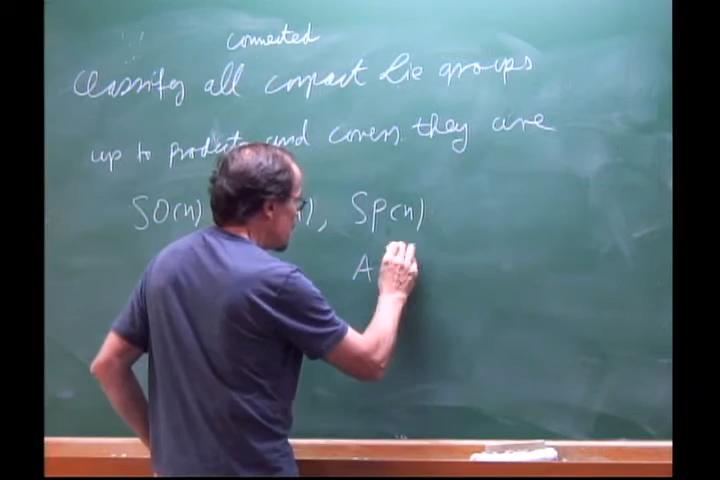 connected
Classify all compact Lie groups
up to products and covers they are
SO(n) ), Sp(n)
A